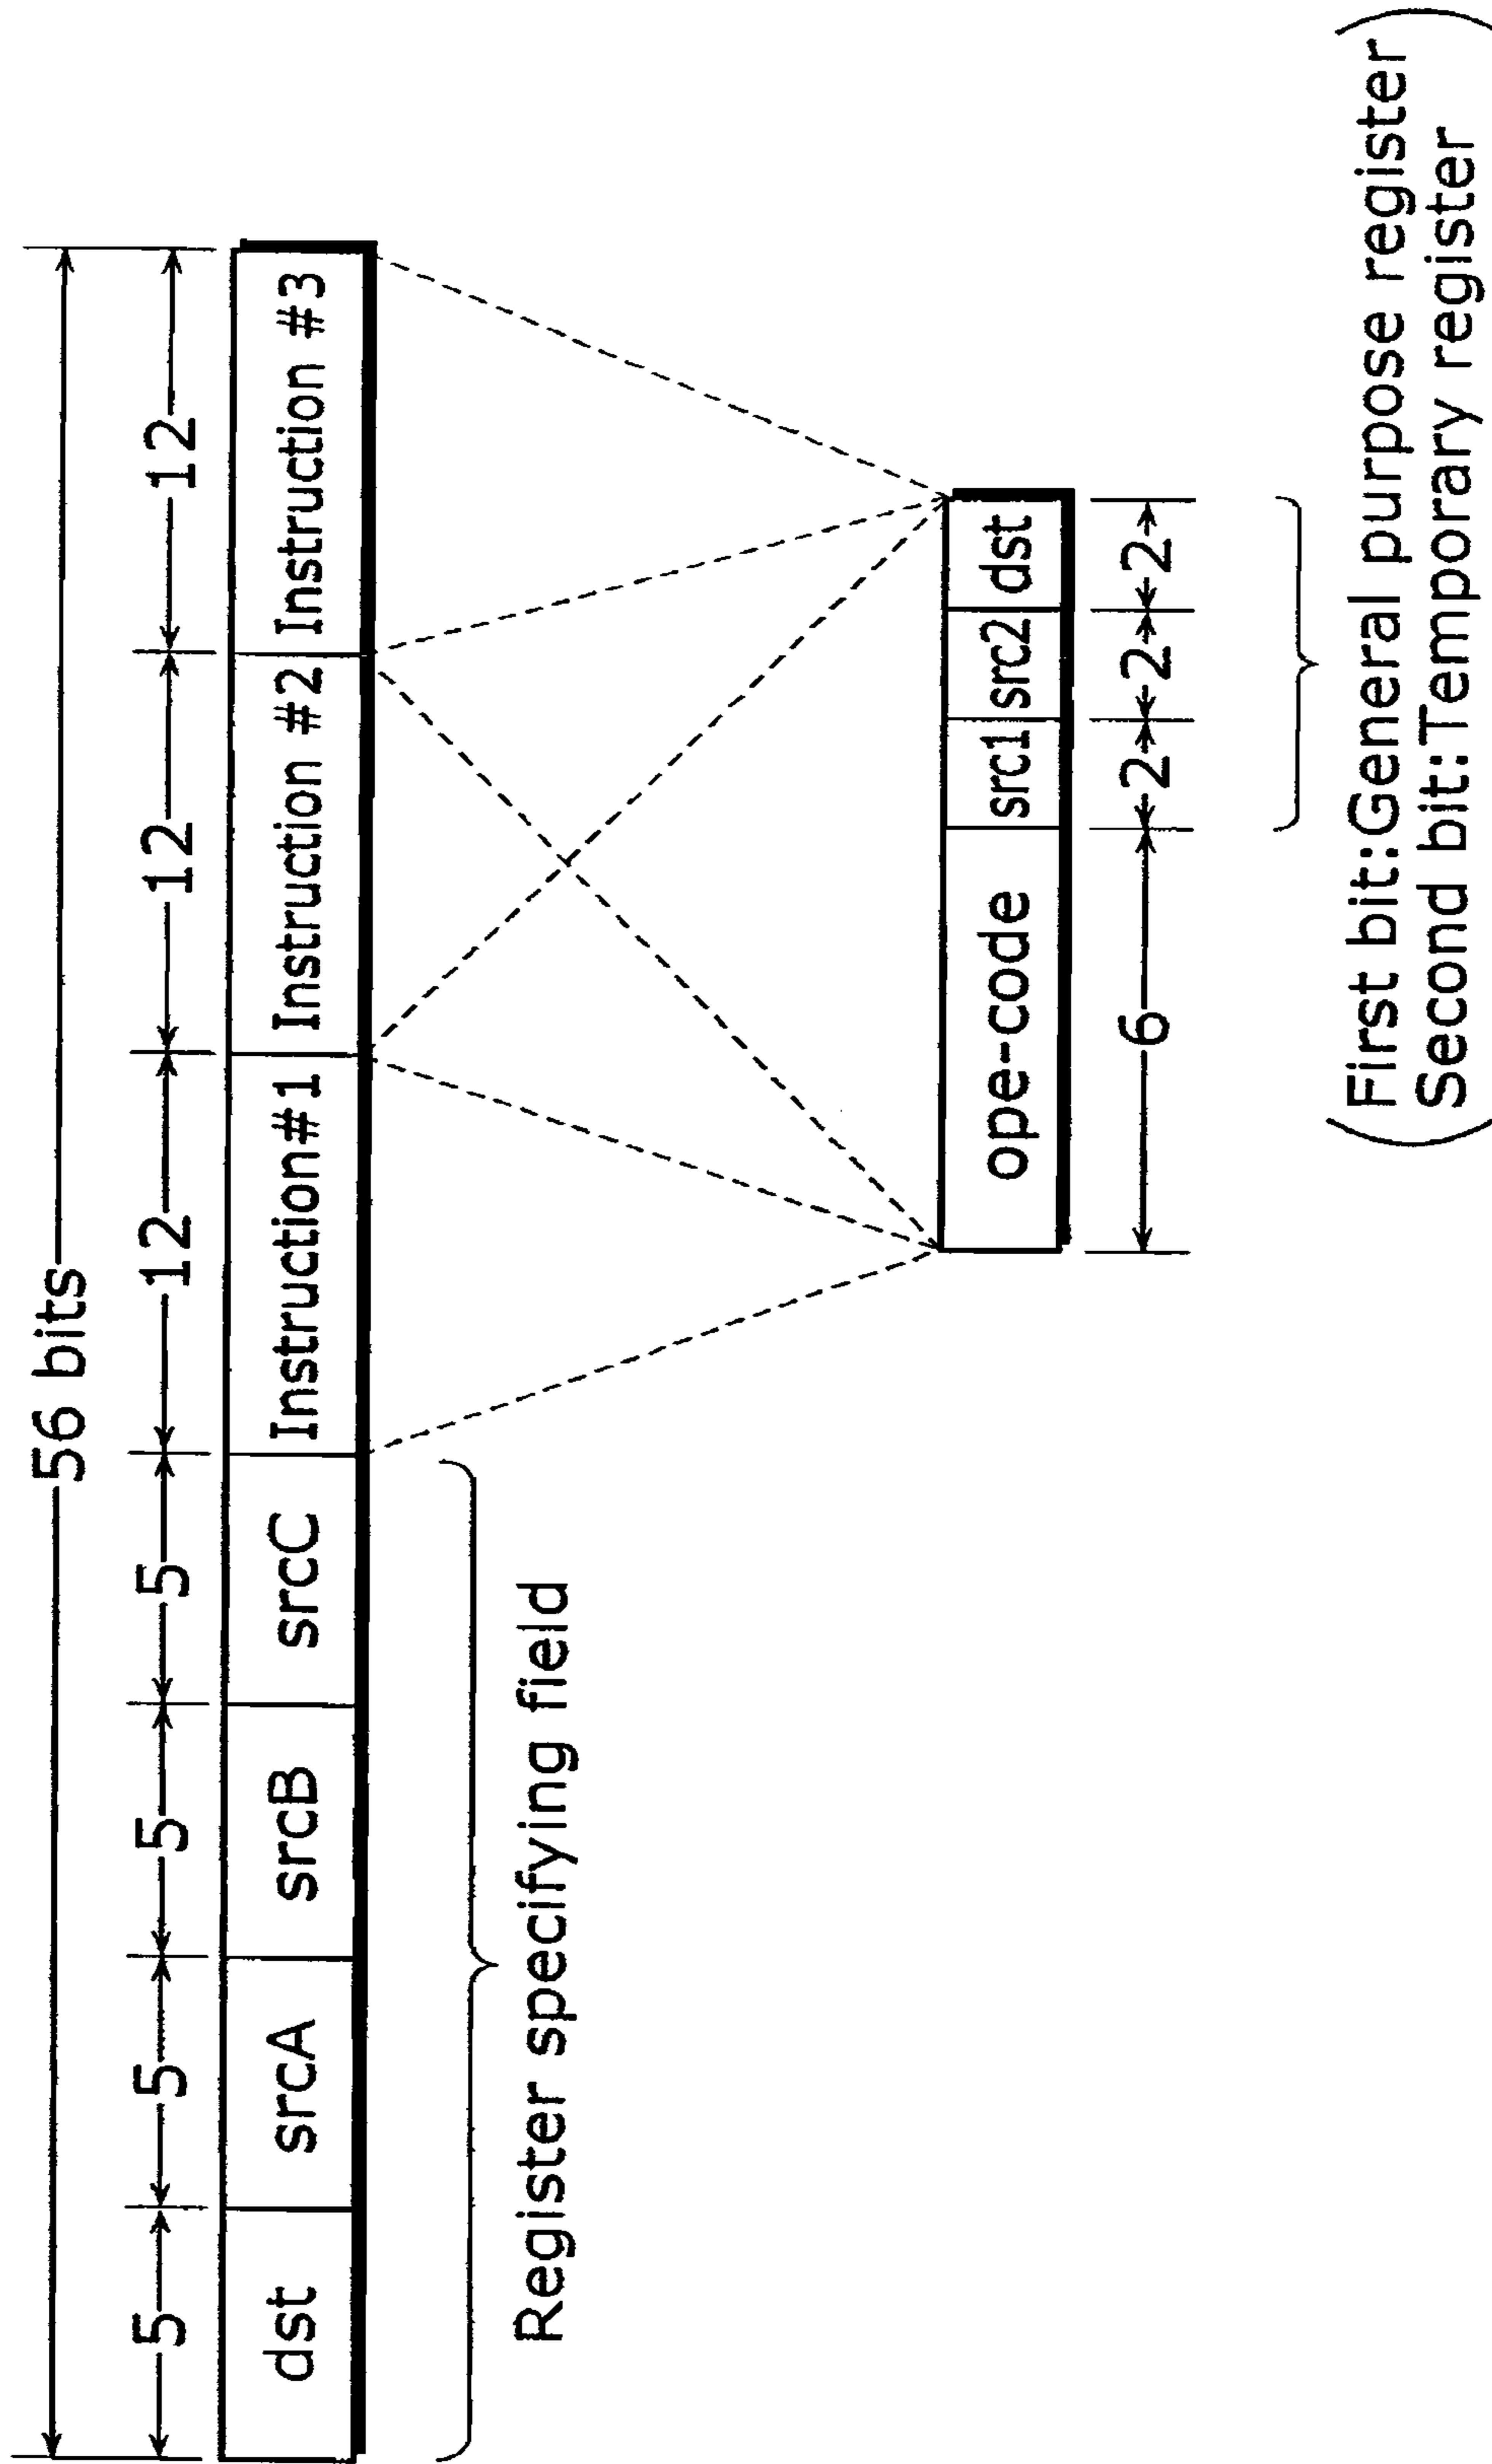 56 bits
5 5 5 5 12 12 12
dst srcA srcB srcC Instruction#1 Instruction #2 Instruction #3
Register specifying field
ope-code src1 src2 dst
6 2 2 2
First bit:General purpose register
Second bit:Temporary register